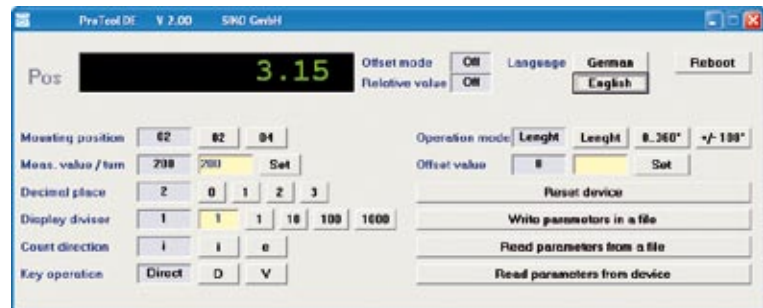 ProTool DE V 2.00 SIKO GmbH
Pos 3.15 Offset mode Off Language German Reboot
Relative value Off English
Mounting position 02 02 04 Operation mode Lenght Lenght 0..360° +/- 180°
Meas. value / turn 200 200 Set Offset value 0 Set
Decimal place 2 0 1 2 3 Reset device
Display divisor 1 1 1 10 100 1000 Write parameters in a file
Count direction i i e Read parameters from a file
Key operation Direct D V Read parameters from device